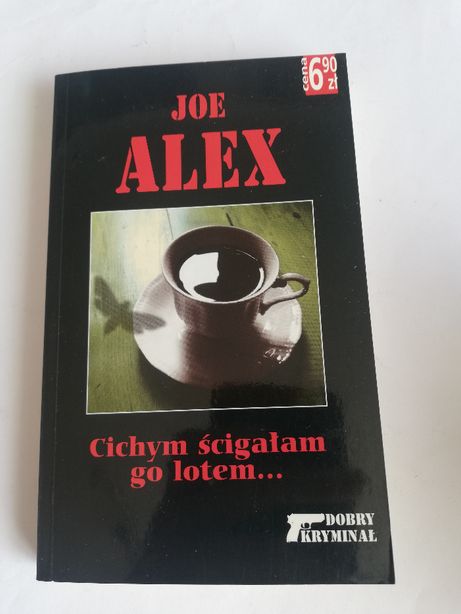 cena 6 90 zł
JOE
ALEX
Cichym ścigałam
go lotem...
DOBRY
KRYMINAŁ